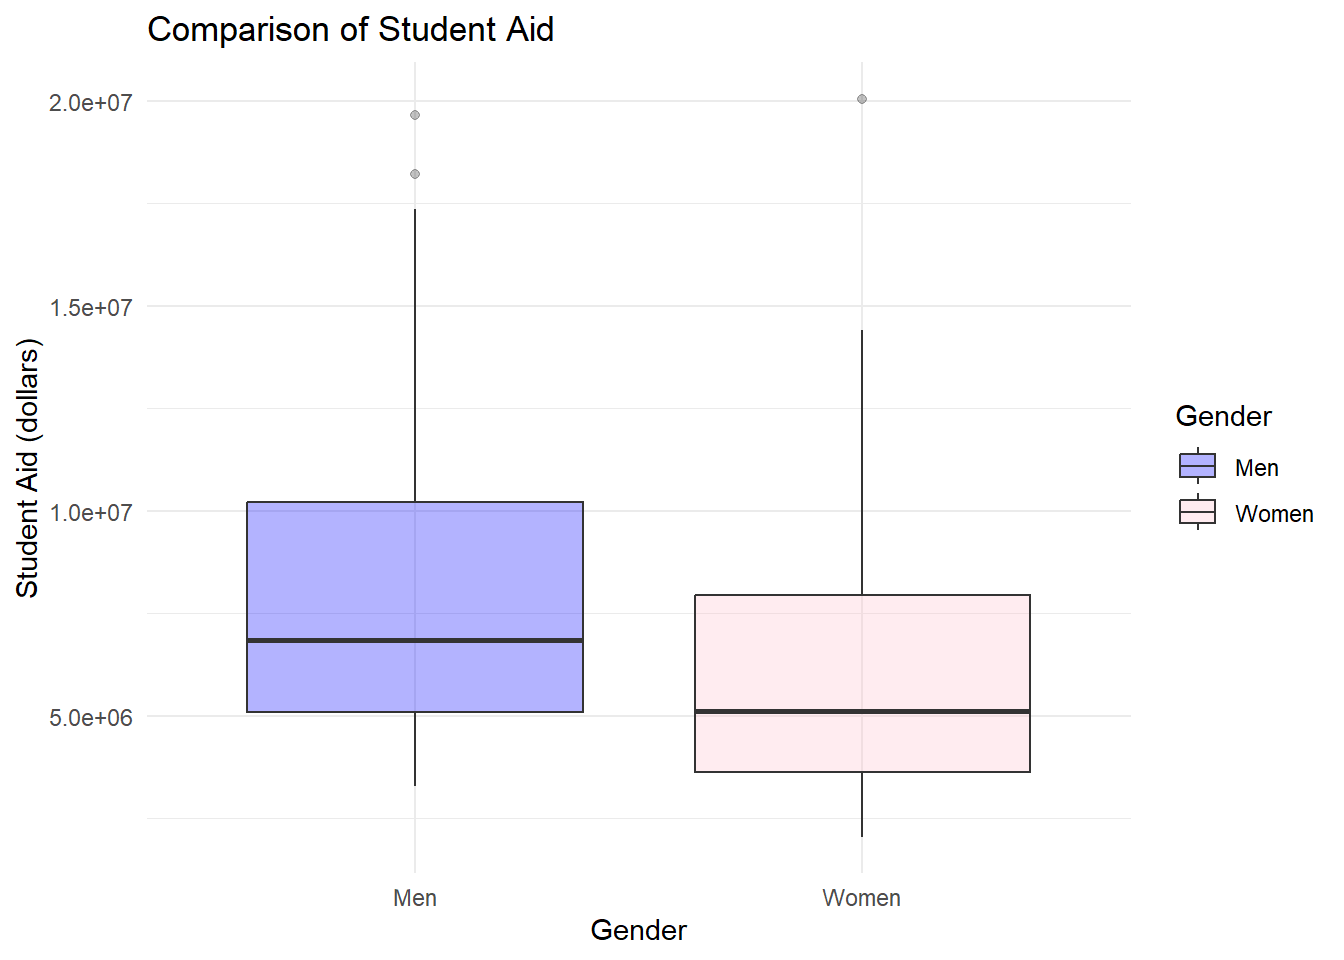 Comparison of Student Aid
Student Aid (dollars)
2.0e+07
1.5e+07
1.0e+07
5.0e+06
Men
Women
Gender
Gender
Men
Women